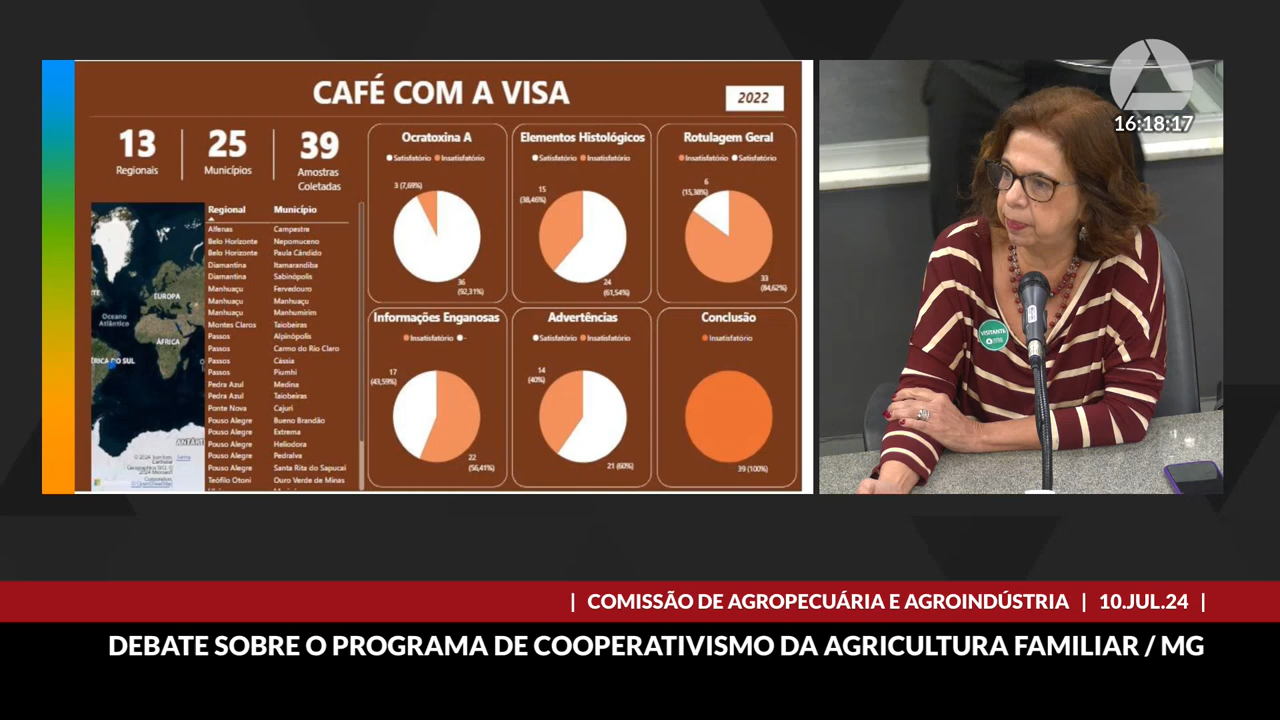 CAFÉ COM A VISA
2022
13
Regionais
25
Municípios
39
Amostras
Coletadas
Regional Município
Alfenas Campestre
Belo Horizonte Nepomuceno
Belo Horizonte Paula Cândido
Diamantina Itamarandiba
Diamantina Sabinópolis
Manhuaçu Fervedouro
Manhuaçu Manhuaçu
Manhuaçu Manhumirim
Montes Claros Taiobeiras
Passos Alpinópolis
Passos Carmo do Rio Claro
Passos Cássia
Passos Piumhi
Pedra Azul Medina
Pedra Azul Taiobeiras
Ponte Nova Cajuri
Pouso Alegre Bueno Brandão
Pouso Alegre Extrema
Pouso Alegre Heliodora
Pouso Alegre Pedralva
Pouso Alegre Santa Rita do Sapucaí
Teófilo Otoni Ouro Verde de Minas
EUROPA
Oceano
Atlântico
ÁFRICA
RICA DO SUL
ANTÁRT
Ocratoxina A
Satisfatório Insatisfatório
3 (7,69%)
36
(92,31%)
Elementos Histológicos
Satisfatório Insatisfatório
15
(38,46%)
24
(61,54%)
Rotulagem Geral
Insatisfatório Satisfatório
6
(15,38%)
33
(84,62%)
Informações Enganosas
Insatisfatório -
17
(43,59%)
22
(56,41%)
Advertências
Satisfatório Insatisfatório
14
(40%)
21 (60%)
Conclusão
Insatisfatório
39 (100%)
16:18:17
VISITANTE
| COMISSÃO DE AGROPECUÁRIA E AGROINDÚSTRIA | 10.JUL.24 |
DEBATE SOBRE O PROGRAMA DE COOPERATIVISMO DA AGRICULTURA FAMILIAR / MG